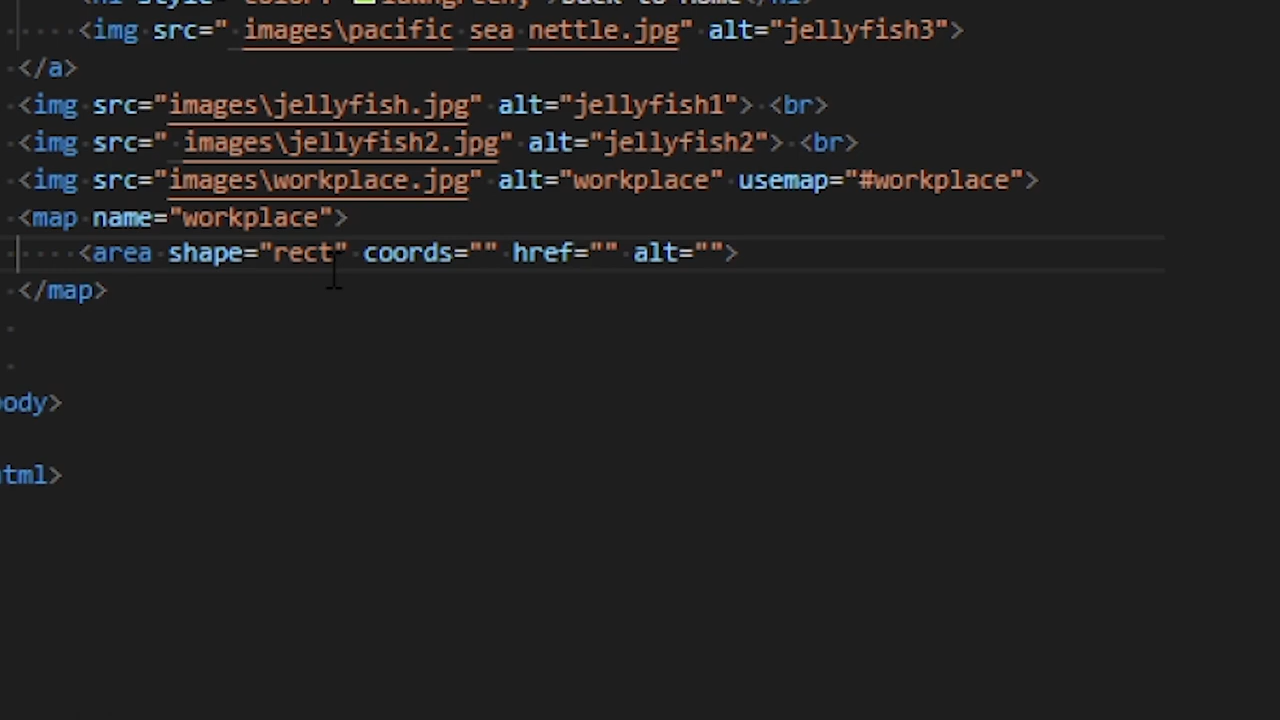 <img src=" images\pacific sea nettle.jpg" alt="jellyfish3">
</a>
<img src="images\jellyfish.jpg" alt="jellyfish1"> <br>
<img src=" images\jellyfish2.jpg" alt="jellyfish2"> <br>
<img src="images\workplace.jpg" alt="workplace" usemap="#workplace">
<map name="workplace">
<area shape="rect" coords="" href="" alt="">
</map>
ody>
tml>